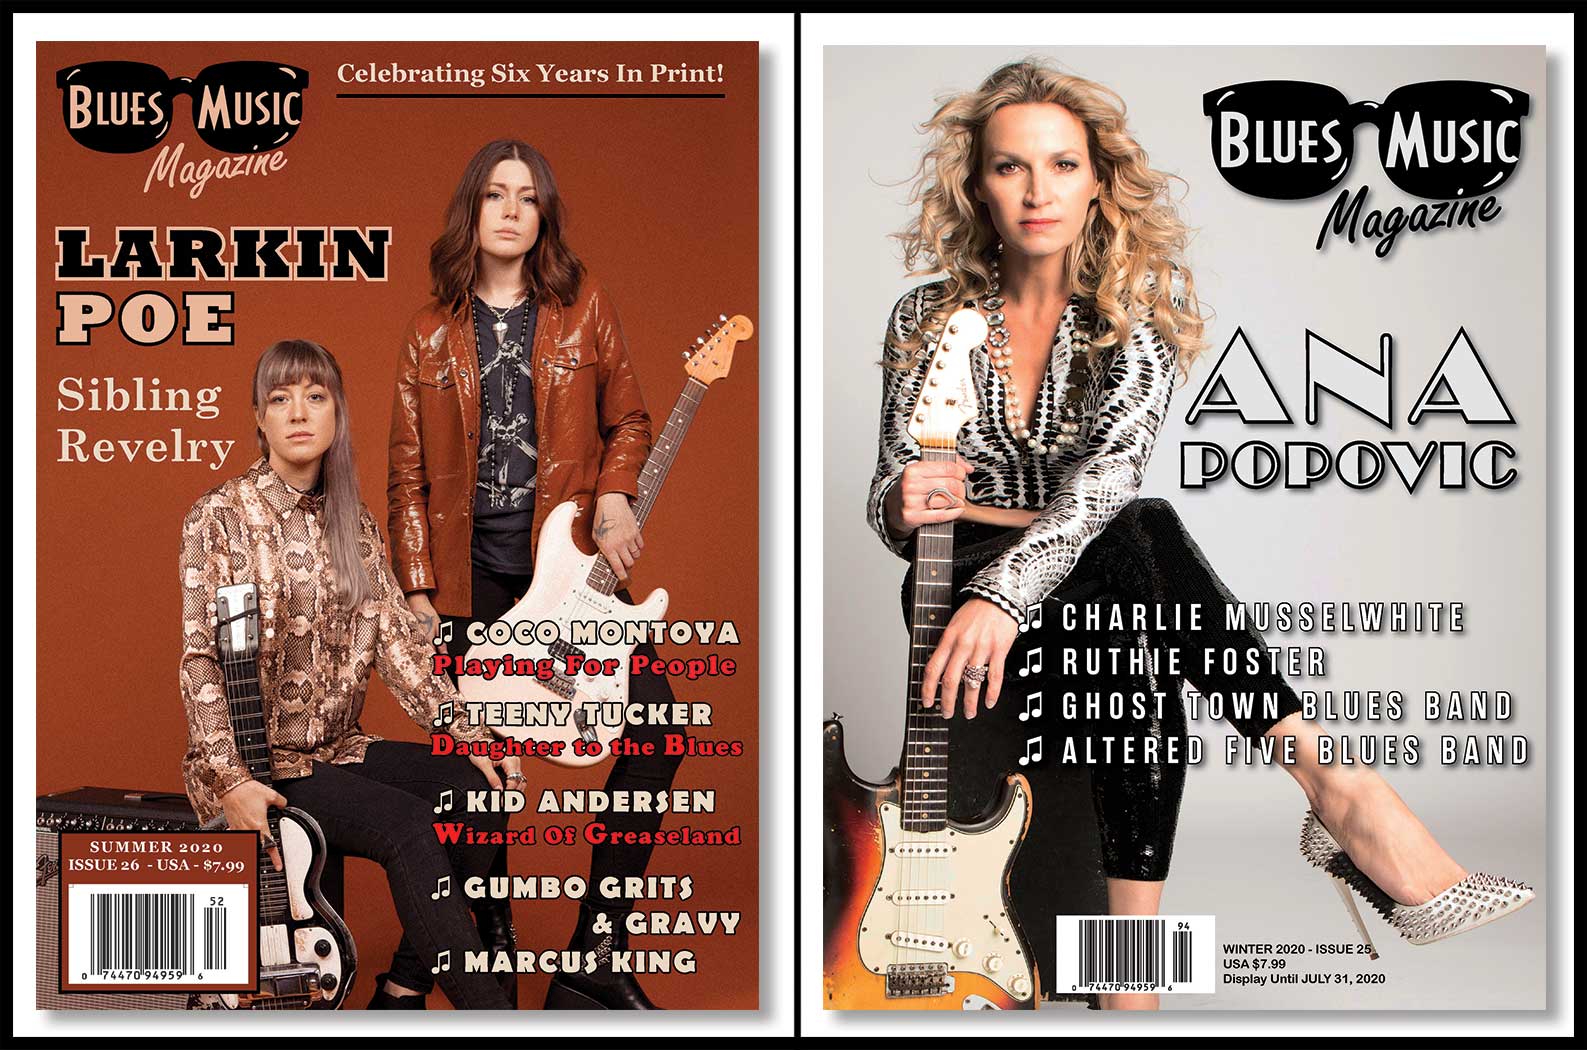 BLUES MUSIC
Magazine
Celebrating Six Years In Print!
LARKIN
POE
Sibling
Revelry
♫ COCO MONTOYA
Playing For People
♫ TEENY TUCKER
Daughter to the Blues
♫ KID ANDERSEN
Wizard Of Greaseland
♫ GUMBO GRITS
& GRAVY
♫ MARCUS KING
SUMMER 2020
ISSUE 26 - USA - $7.99
52
0 74470 94959 6
BLUES MUSIC
Magazine
Fender
ANA
POPOVIC
♫ CHARLIE MUSSELWHITE
♫ RUTHIE FOSTER
♫ GHOST TOWN BLUES BAND
♫ ALTERED FIVE BLUES BAND
94
0 74470 94959 6
WINTER 2020 - ISSUE 25
USA $7.99
Display Until JULY 31, 2020